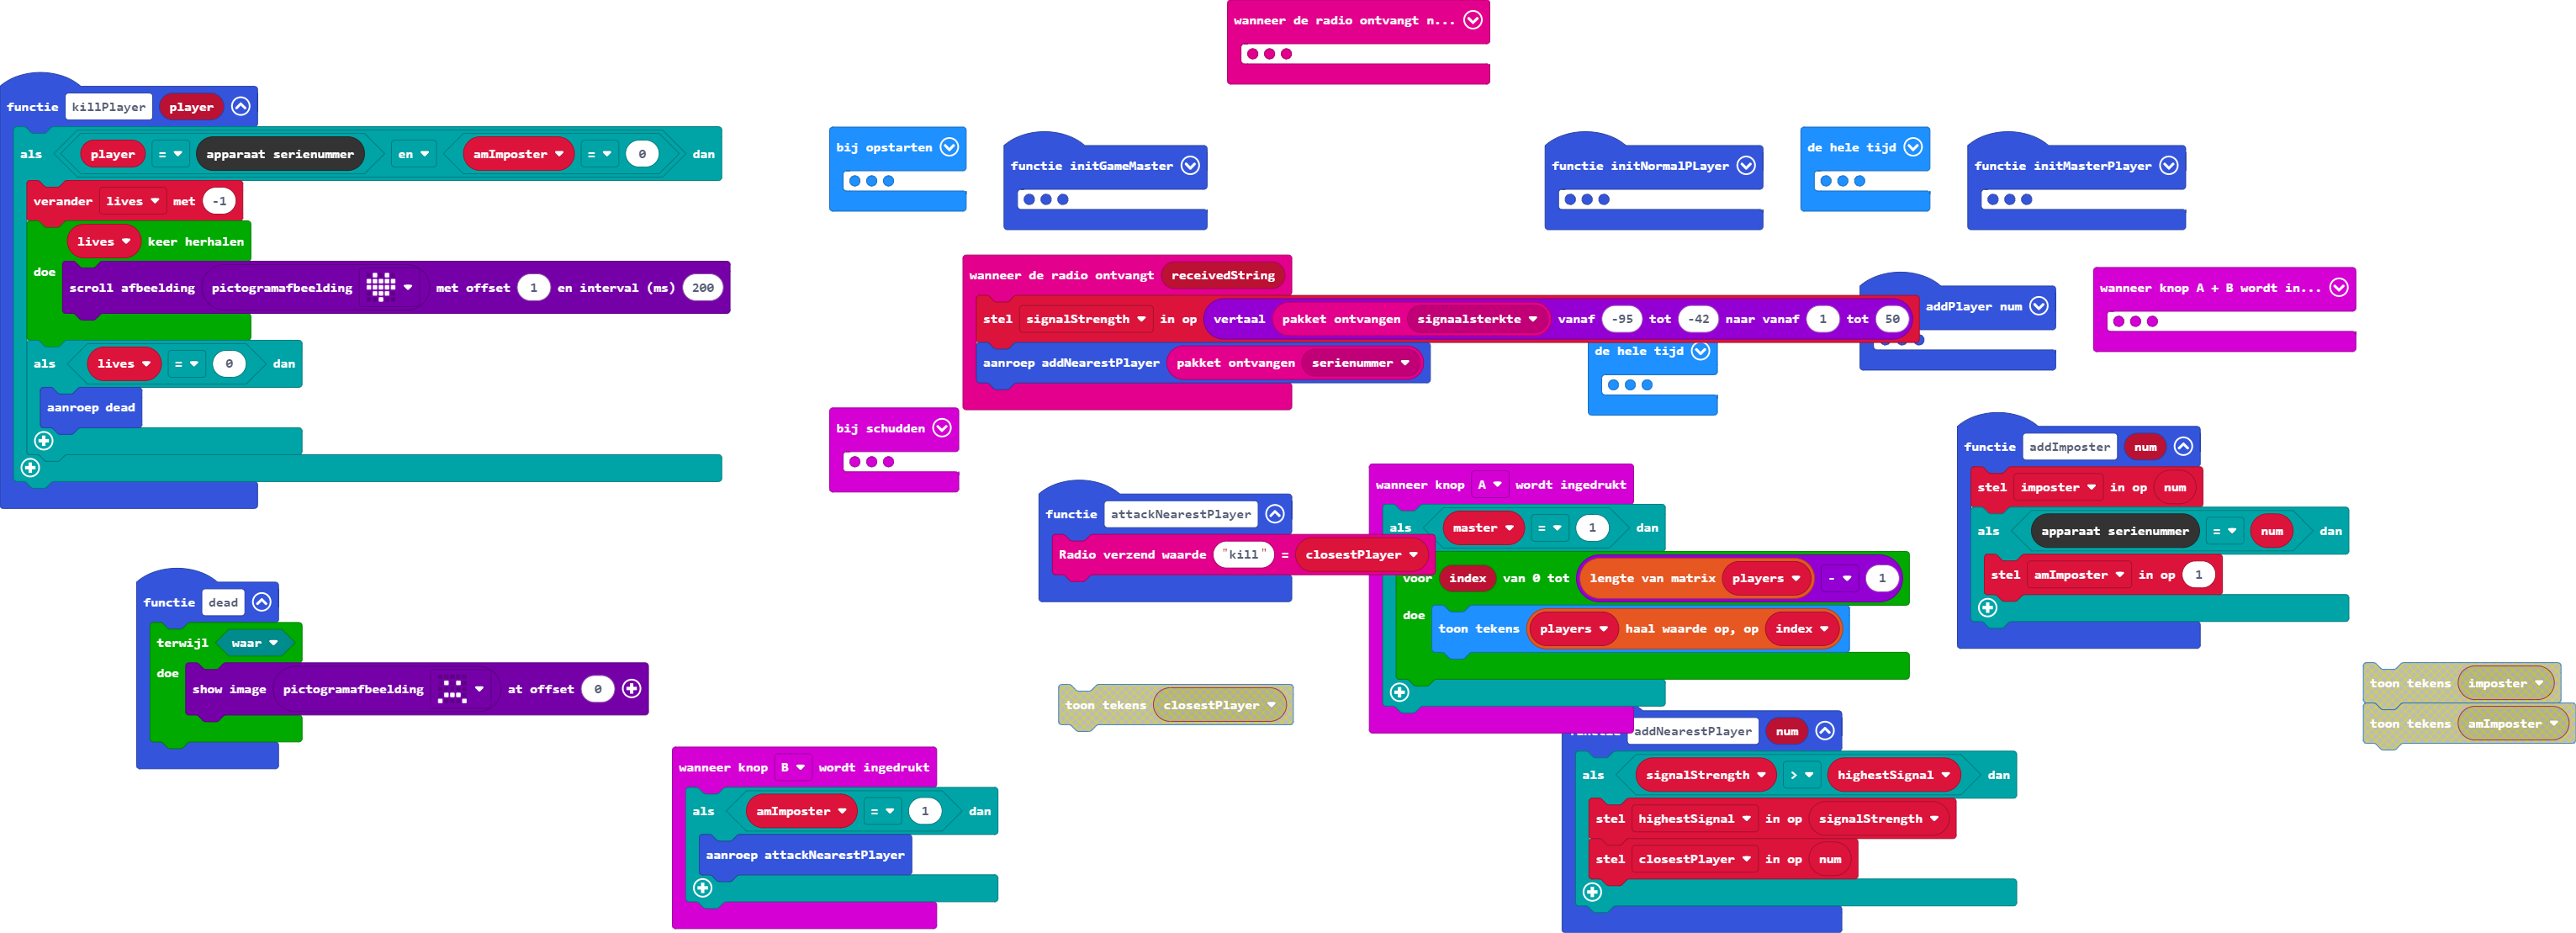 wanneer de radio ontvangt n...
functie killPlayer player
als player = apparaat serienummer en amImposter = 0 dan
verander lives met -1
lives keer herhalen
doe
scroll afbeelding pictogramafbeelding met offset 1 en interval (ms) 200
als lives = 0 dan
aanroep dead
bij opstarten
functie initGameMaster
functie initNormalPLayer
de hele tijd
functie initMasterPlayer
wanneer de radio ontvangt receivedString
stel signalStrength in op vertaal pakket ontvangen signaalsterkte vanaf -95 tot -42 naar vanaf 1 tot 50
aanroep addNearestPlayer pakket ontvangen serienummer
addPlayer num
wanneer knop A + B wordt in...
de hele tijd
bij schudden
functie attackNearestPlayer
Radio verzend waarde "kill" = closestPlayer
wanneer knop A wordt ingedrukt
als master = 1 dan
voor index van 0 tot lengte van matrix players - 1
doe
toon tekens players haal waarde op, op index
functie addImposter num
stel imposter in op num
als apparaat serienummer = num dan
stel amImposter in op 1
functie dead
terwijl waar
doe
show image pictogramafbeelding at offset 0
toon tekens closestPlayer
toon tekens imposter
toon tekens amImposter
wanneer knop B wordt ingedrukt
als amImposter = 1 dan
aanroep attackNearestPlayer
addNearestPlayer num
als signalStrength > highestSignal dan
stel highestSignal in op signalStrength
stel closestPlayer in op num